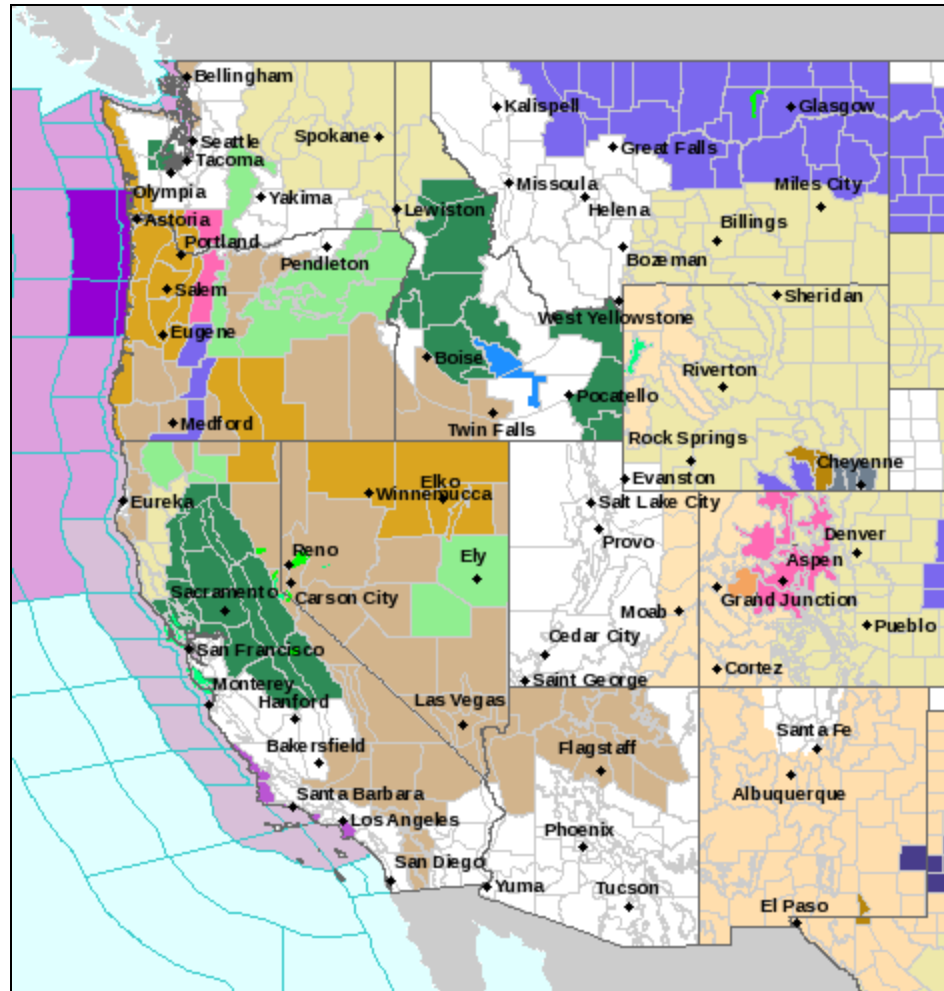 Bellingham
Kalispell
Glasgow
Seattle
Spokane
Great Falls
Tacoma
Olympia
Yakima
Missoula
Miles City
Lewiston
Helena
Astoria
Billings
Portland
Pendleton
Bozeman
Salem
Sheridan
West Yellowstone
Eugene
Boise
Riverton
Pocatello
Medford
Twin Falls
Rock Springs
Cheyenne
Elko
Evanston
Eureka
Winnemucca
Salt Lake City
Denver
Reno
Provo
Ely
Aspen
Sacramento
Carson City
Grand Junction
Moab
Pueblo
Cedar City
San Francisco
Cortez
Saint George
Monterey
Hanford
Las Vegas
Santa Fe
Bakersfield
Flagstaff
Albuquerque
Santa Barbara
Los Angeles
Phoenix
San Diego
Yuma
Tucson
El Paso